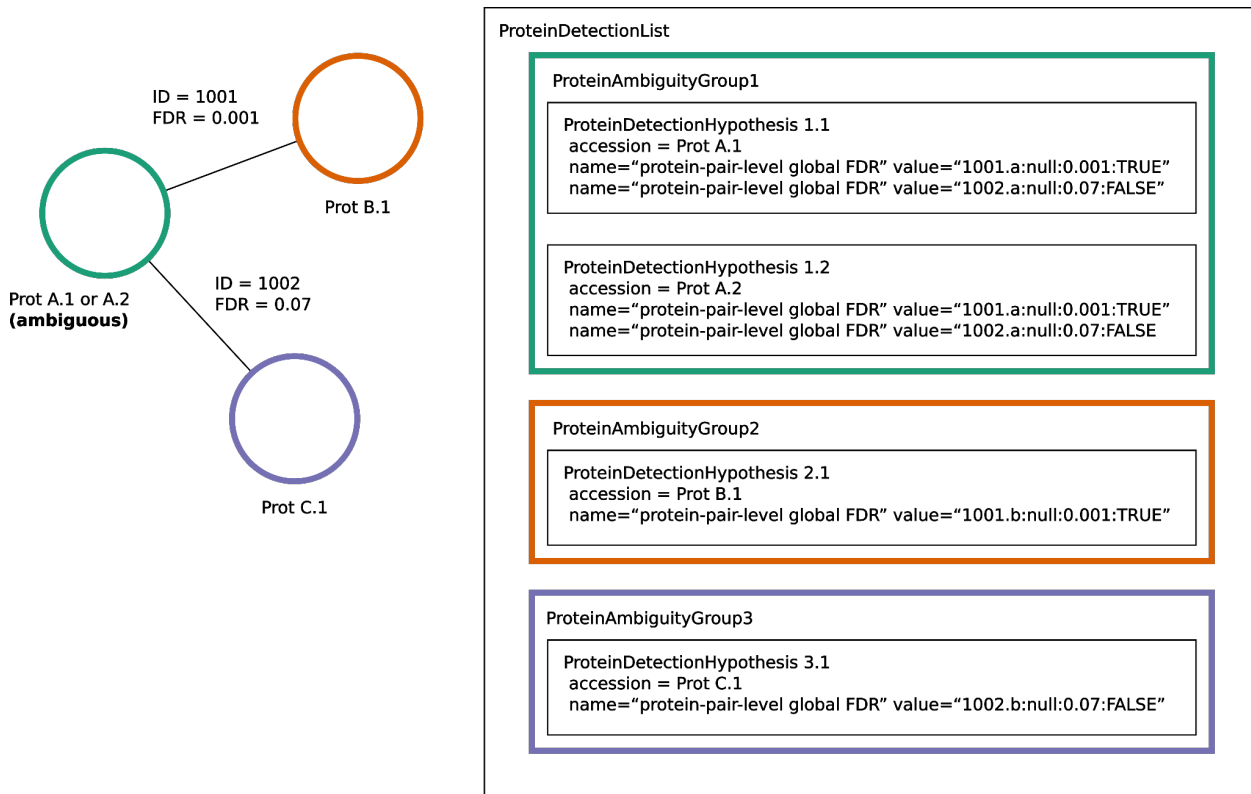 ID = 1001
FDR = 0.001
Prot B.1
ID = 1002
FDR = 0.07
Prot A.1 or A.2
(ambiguous)
Prot C.1
ProteinDetectionList
ProteinAmbiguityGroup1
ProteinDetectionHypothesis 1.1
accession = Prot A.1
name=“protein-pair-level global FDR” value=“1001.a:null:0.001:TRUE”
name=“protein-pair-level global FDR” value=“1002.a:null:0.07:FALSE”
ProteinDetectionHypothesis 1.2
accession = Prot A.2
name=“protein-pair-level global FDR” value=“1001.a:null:0.001:TRUE”
name=“protein-pair-level global FDR” value=“1002.a:null:0.07:FALSE
ProteinAmbiguityGroup2
ProteinDetectionHypothesis 2.1
accession = Prot B.1
name=“protein-pair-level global FDR” value=“1001.b:null:0.001:TRUE”
ProteinAmbiguityGroup3
ProteinDetectionHypothesis 3.1
accession = Prot C.1
name=“protein-pair-level global FDR” value=“1002.b:null:0.07:FALSE”